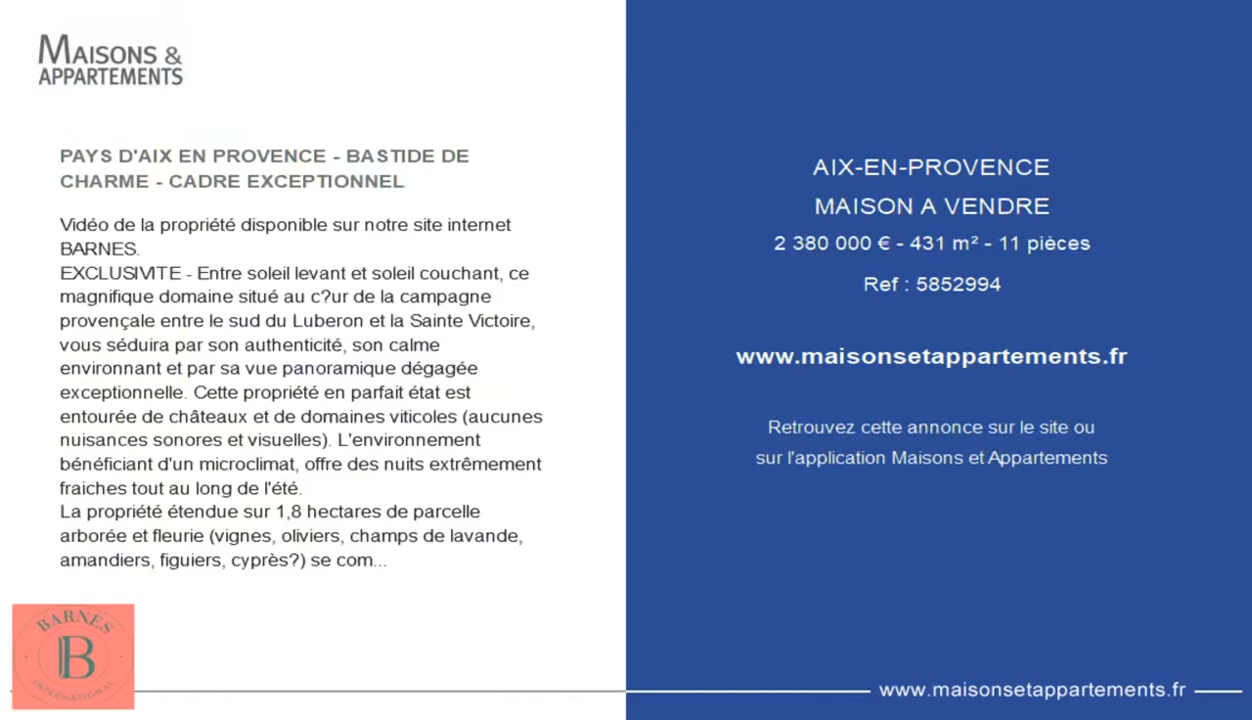 MAISONS &
APPARTEMENTS
PAYS D'AIX EN PROVENCE - BASTIDE DE
CHARME - CADRE EXCEPTIONNEL
Vidéo de la propriété disponible sur notre site internet
BARNES.
EXCLUSIVITE - Entre soleil levant et soleil couchant, ce
magnifique domaine situé au c?ur de la campagne
provençale entre le sud du Luberon et la Sainte Victoire,
vous séduira par son authenticité, son calme
environnant et par sa vue panoramique dégagée
exceptionnelle. Cette propriété en parfait état est
entourée de châteaux et de domaines viticoles (aucunes
nuisances sonores et visuelles). L'environnement
bénéficiant d'un microclimat, offre des nuits extrêmement
fraiches tout au long de l'été.
La propriété étendue sur 1,8 hectares de parcelle
arborée et fleurie (vignes, oliviers, champs de lavande,
amandiers, figuiers, cyprès?) se com...
BARNES
B
INTERNATIONAL
AIX-EN-PROVENCE
MAISON A VENDRE
2 380 000 € - 431 m² - 11 pièces
Ref : 5852994
www.maisonsetappartements.fr
Retrouvez cette annonce sur le site ou
sur l'application Maisons et Appartements
www.maisonsetappartements.fr